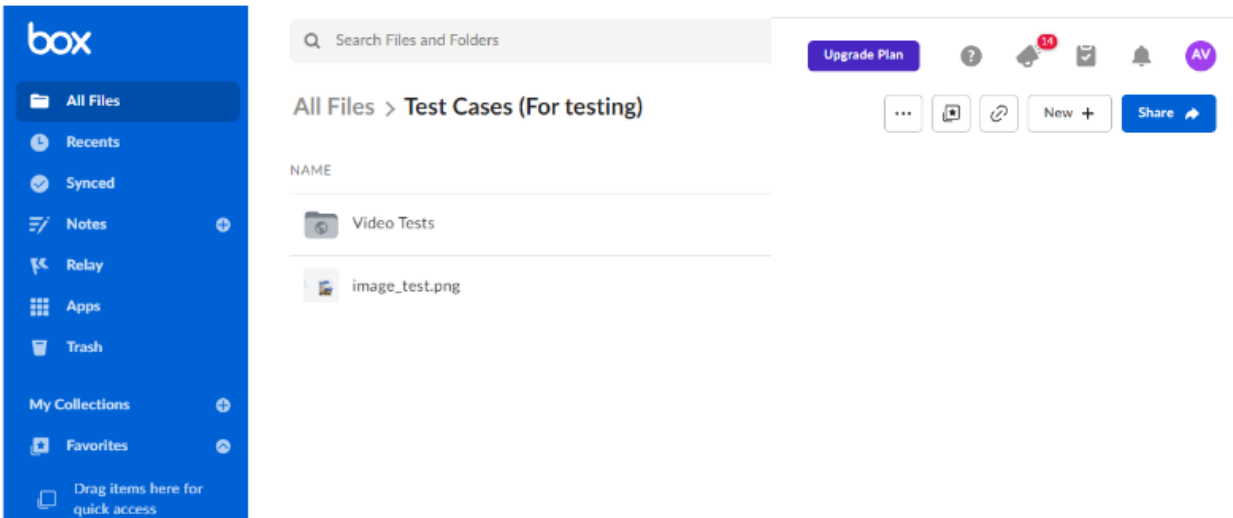 box
All Files
Recents
Synced
Notes
Relay
Apps
Trash
My Collections
Favorites
Drag items here for
quick access
Search Files and Folders
Upgrade Plan
?
14
AV
All Files > Test Cases (For testing)
...
New +
Share
NAME
Video Tests
image_test.png